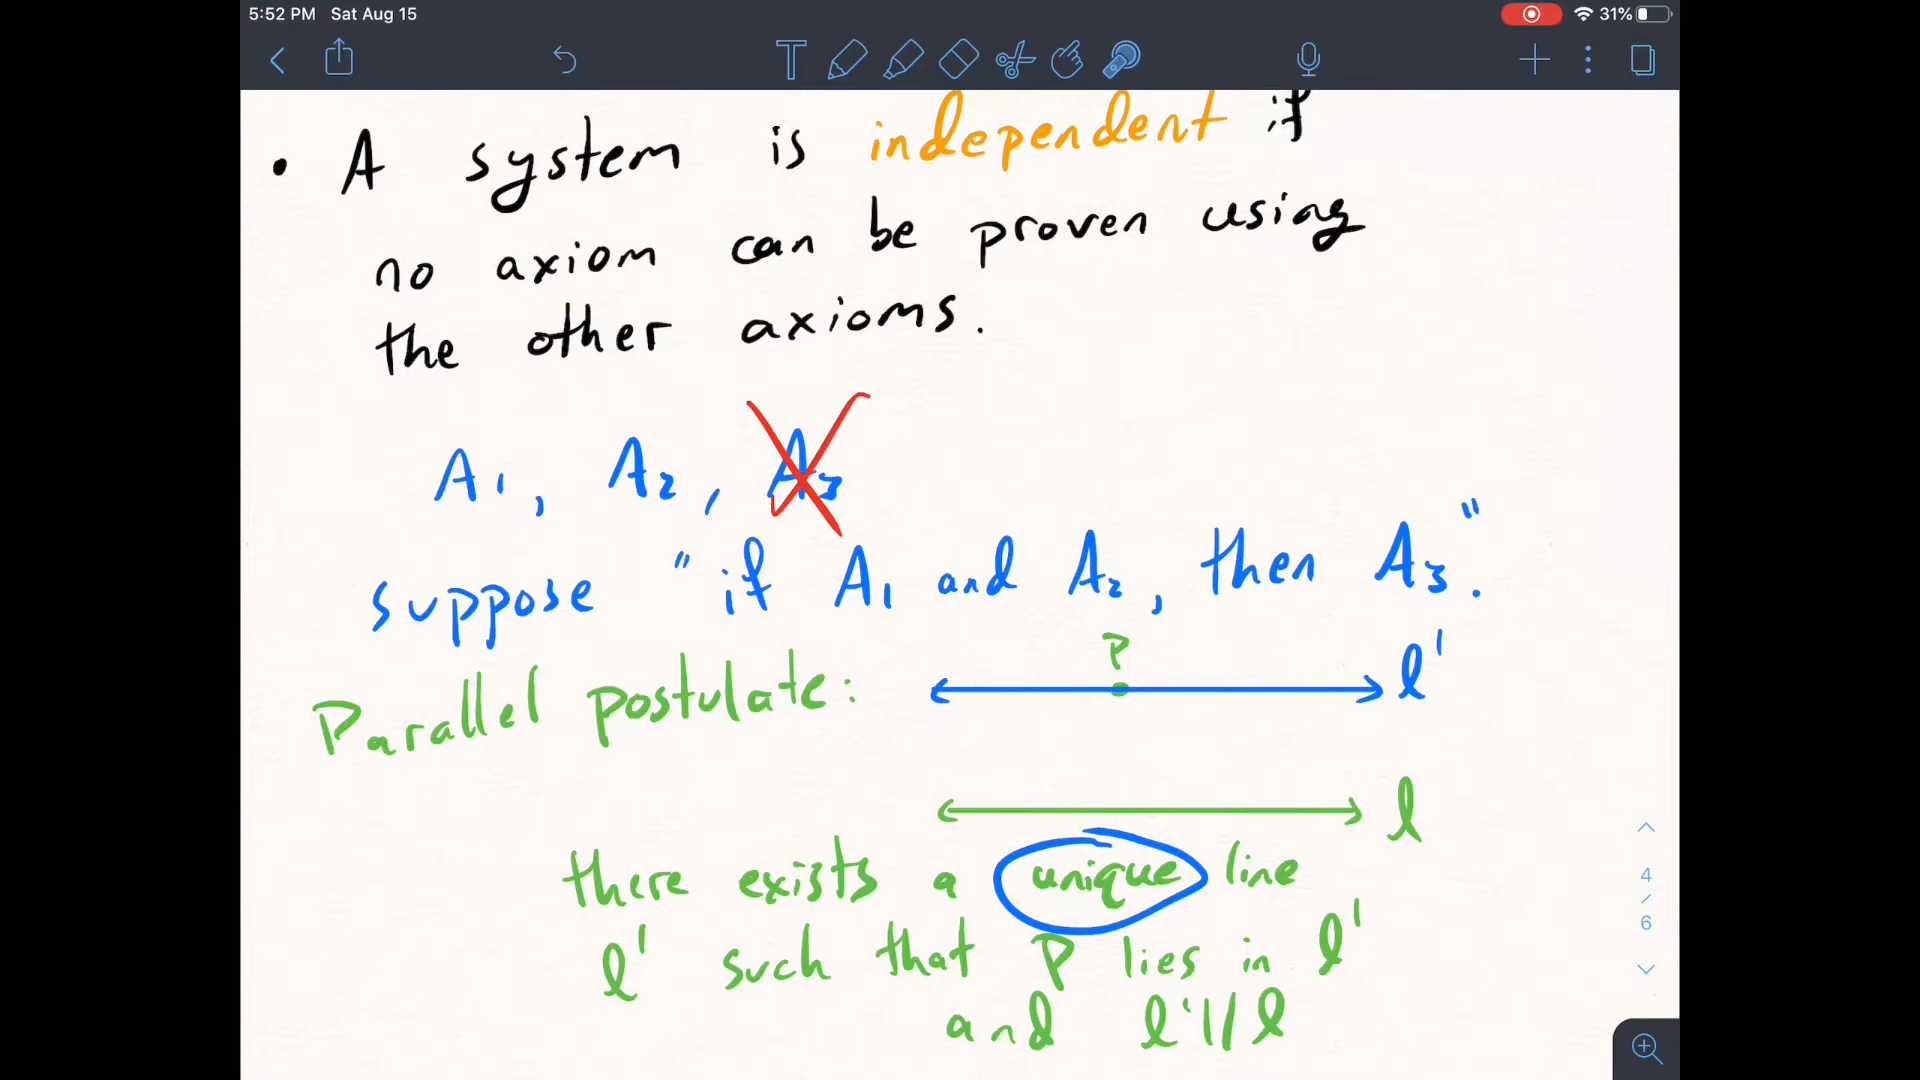 5:52 PM Sat Aug 15
31%
• A system is independent if
no axiom can be proven using
the other axioms.
A₁, A₂, A₃
suppose "if A₁ and A₂, then A₃."
P
l'
Parallel postulate:
l
there exists a unique line
l' such that P lies in l'
and l' // l
4
/
6